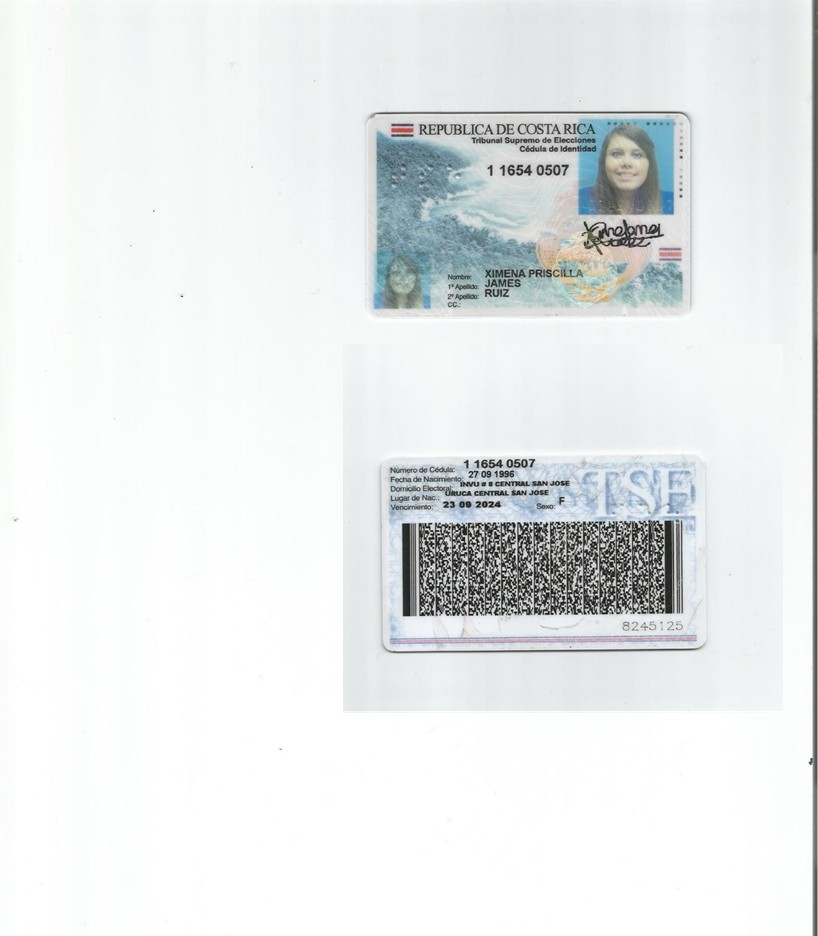 REPUBLICA DE COSTA RICA
Tribunal Supremo de Elecciones
Cédula de Identidad
1 1654 0507
Nombre: XIMENA PRISCILLA
1º Apellido: JAMES
2º Apellido: RUIZ
CC.:
Número de Cédula: 1 1654 0507
Fecha de Nacimiento: 27 09 1996
Domicilio Electoral: INVU # 8 CENTRAL SAN JOSE
Lugar de Nac.: URUCA CENTRAL SAN JOSE
Vencimiento: 23 09 2024 Sexo: F
TSE
8245125